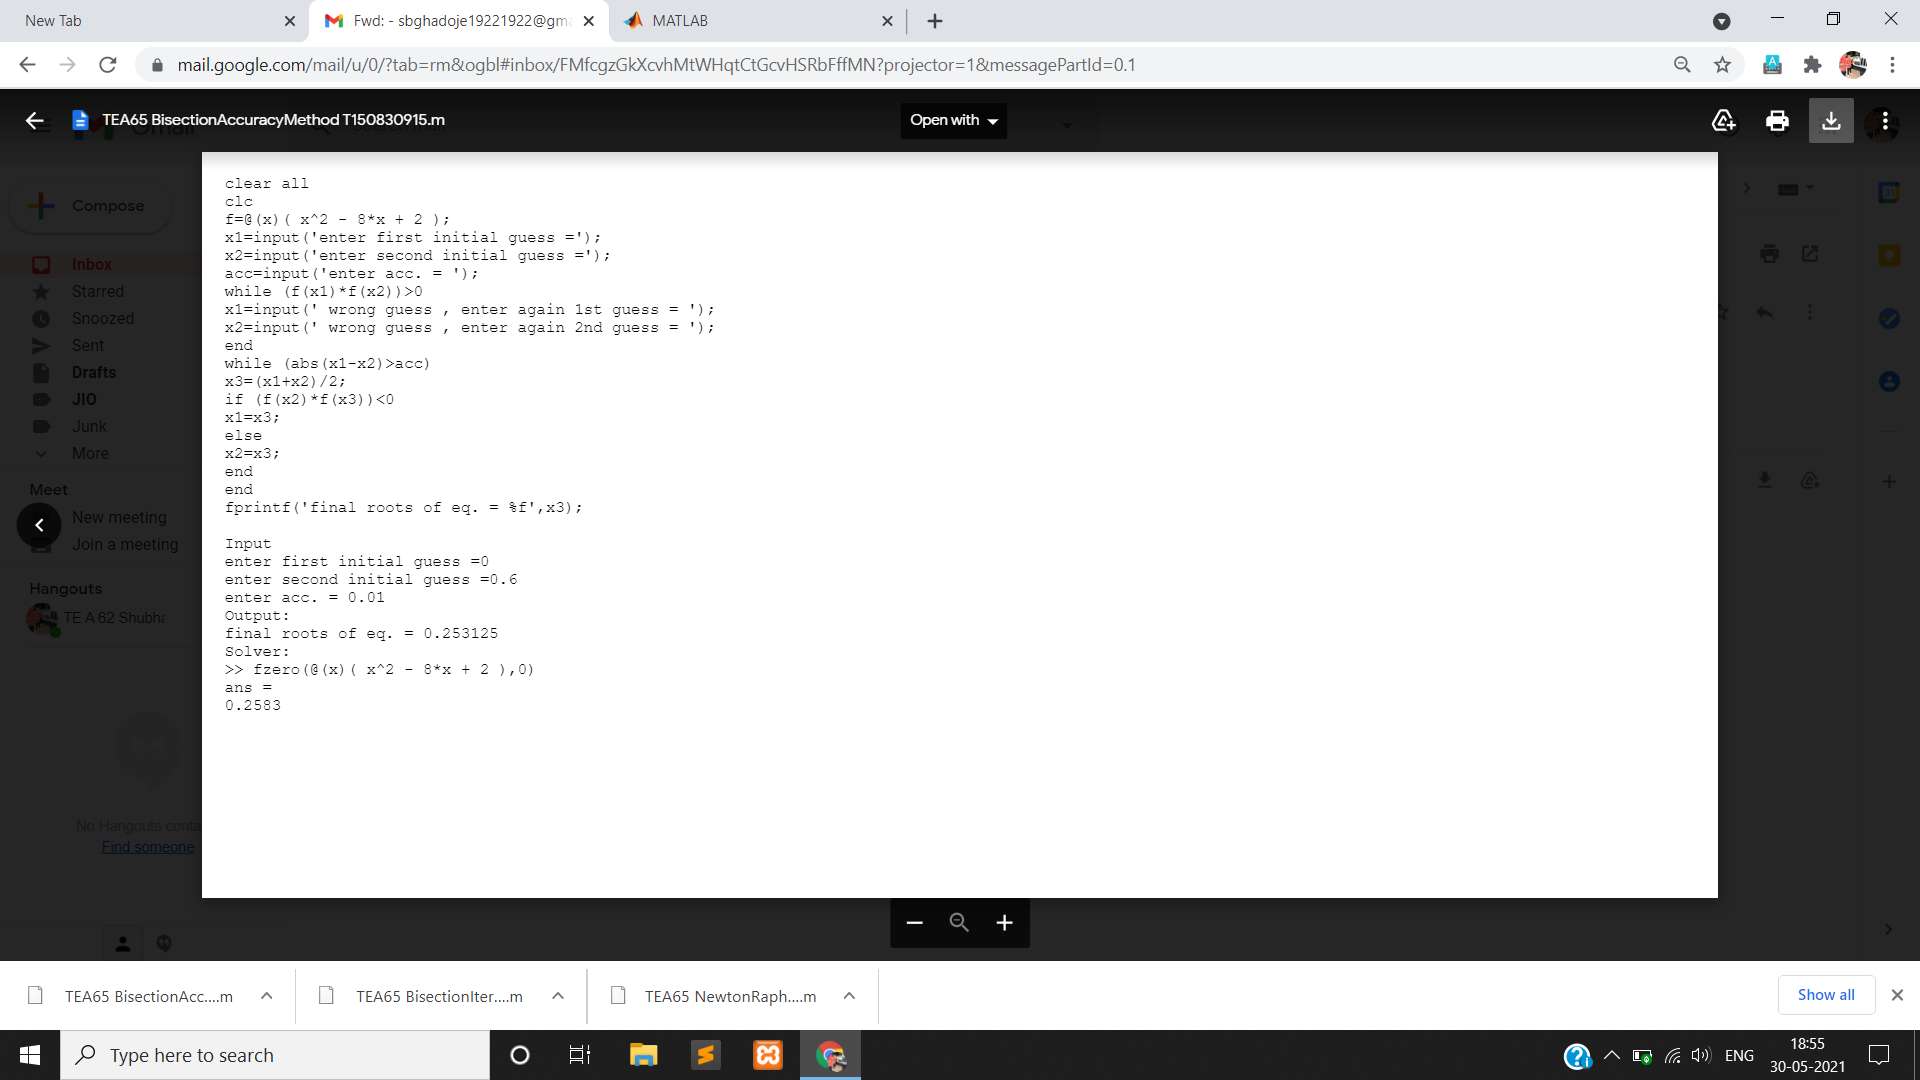 New Tab
Fwd: - sbghadoje19221922@gm
MATLAB
mail.google.com/mail/u/0/?tab=rm&ogbl#inbox/FMfcgzGkXcvhMtWHqtCtGcvHSRbFffMN?projector=1&messagePartId=0.1
TEA65 BisectionAccuracyMethod T150830915.m
Open with
Gmail
Compose
Inbox
Starred
Snoozed
Sent
Drafts
JIO
Junk
More
Meet
New meeting
Join a meeting
Hangouts
TE A 62 Shubha
No Hangouts conta
Find someone
clear all
clc
f=@(x)( x^2 - 8*x + 2 );
x1=input('enter first initial guess =');
x2=input('enter second initial guess =');
acc=input('enter acc. = ');
while (f(x1)*f(x2))>0
x1=input(' wrong guess , enter again 1st guess = ');
x2=input(' wrong guess , enter again 2nd guess = ');
end
while (abs(x1-x2)>acc)
x3=(x1+x2)/2;
if (f(x2)*f(x3))<0
x1=x3;
else
x2=x3;
end
end
fprintf('final roots of eq. = %f',x3);
Input
enter first initial guess =0
enter second initial guess =0.6
enter acc. = 0.01
Output:
final roots of eq. = 0.253125
Solver:
>> fzero(@(x)( x^2 - 8*x + 2 ),0)
ans =
0.2583
TEA65 BisectionAcc....m
TEA65 BisectionIter....m
TEA65 NewtonRaph....m
Show all
Type here to search
ENG
18:55
30-05-2021